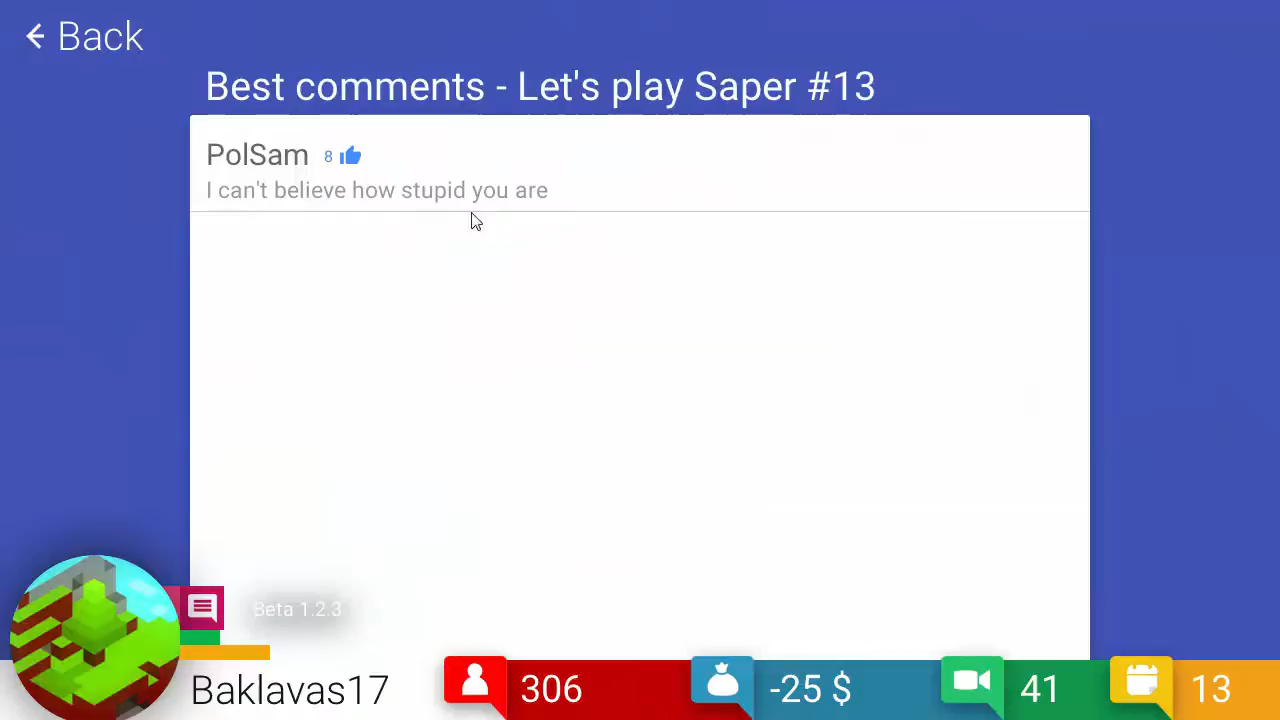 Back
Best comments - Let's play Saper #13
PolSam 8
I can't believe how stupid you are
Beta 1.2.3
Baklavas17 306 -25 $ 41 13